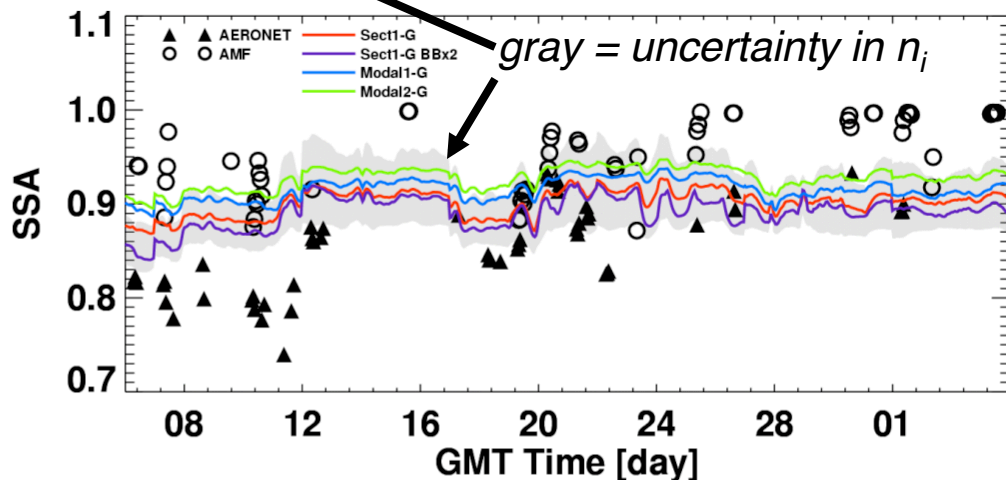 1.1
▲ ▲ AERONET
○ ○ AMF
Sect1-G
Sect1-G BBx2
Modal1-G
Modal2-G
gray = uncertainty in nᵢ
1.0
0.9
0.8
0.7
SSA
08 12 16 20 24 28 01
GMT Time [day]